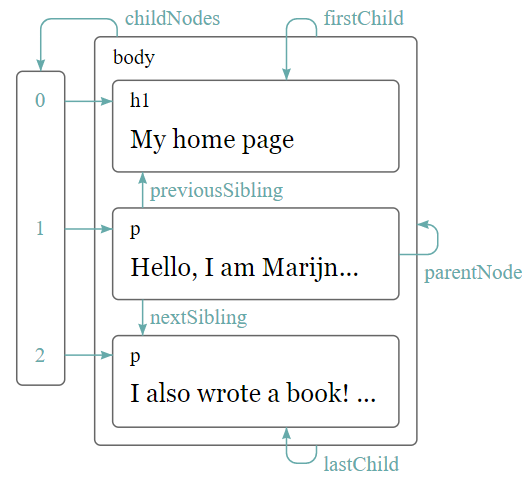 childNodes
firstChild
body
0
h1
My home page
previousSibling
1
p
Hello, I am Marijn...
parentNode
nextSibling
2
p
I also wrote a book! ...
lastChild